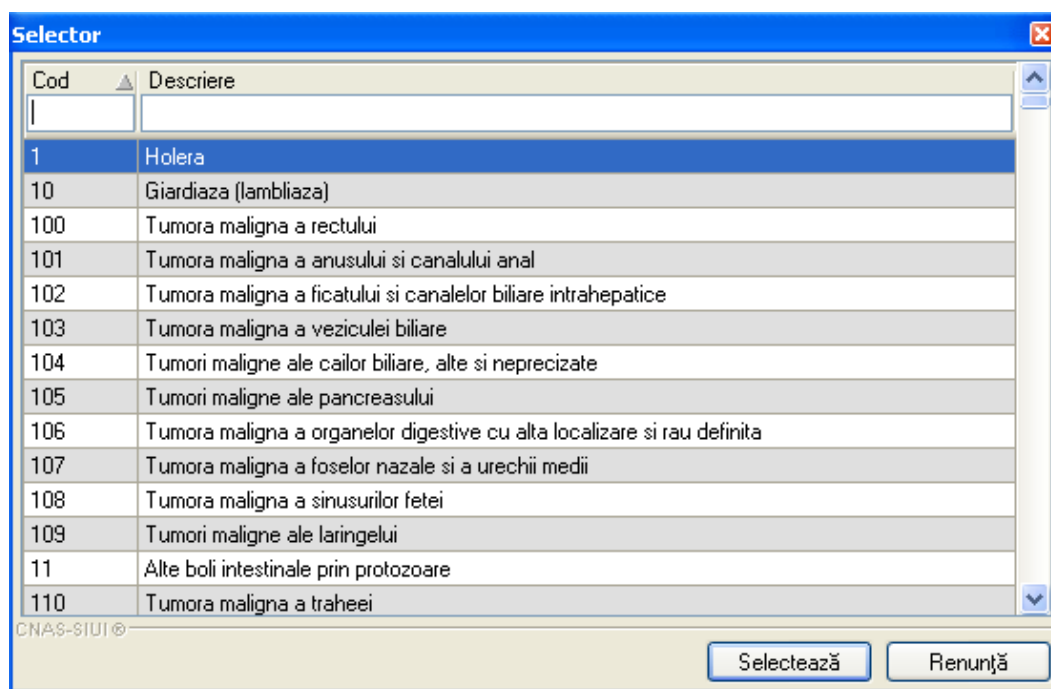 Selector
Cod Descriere
1 Holera
10 Giardiaza (lambliaza)
100 Tumora maligna a rectului
101 Tumora maligna a anusului si canalului anal
102 Tumora maligna a ficatului si canalelor biliare intrahepatice
103 Tumora maligna a veziculei biliare
104 Tumori maligne ale cailor biliare, alte si neprecizate
105 Tumori maligne ale pancreasului
106 Tumora maligna a organelor digestive cu alta localizare si rau definita
107 Tumora maligna a foselor nazale si a urechii medii
108 Tumora maligna a sinusurilor fetei
109 Tumori maligne ale laringelui
11 Alte boli intestinale prin protozoare
110 Tumora maligna a traheei
CNAS-SIUI®
Selectează Renunţă